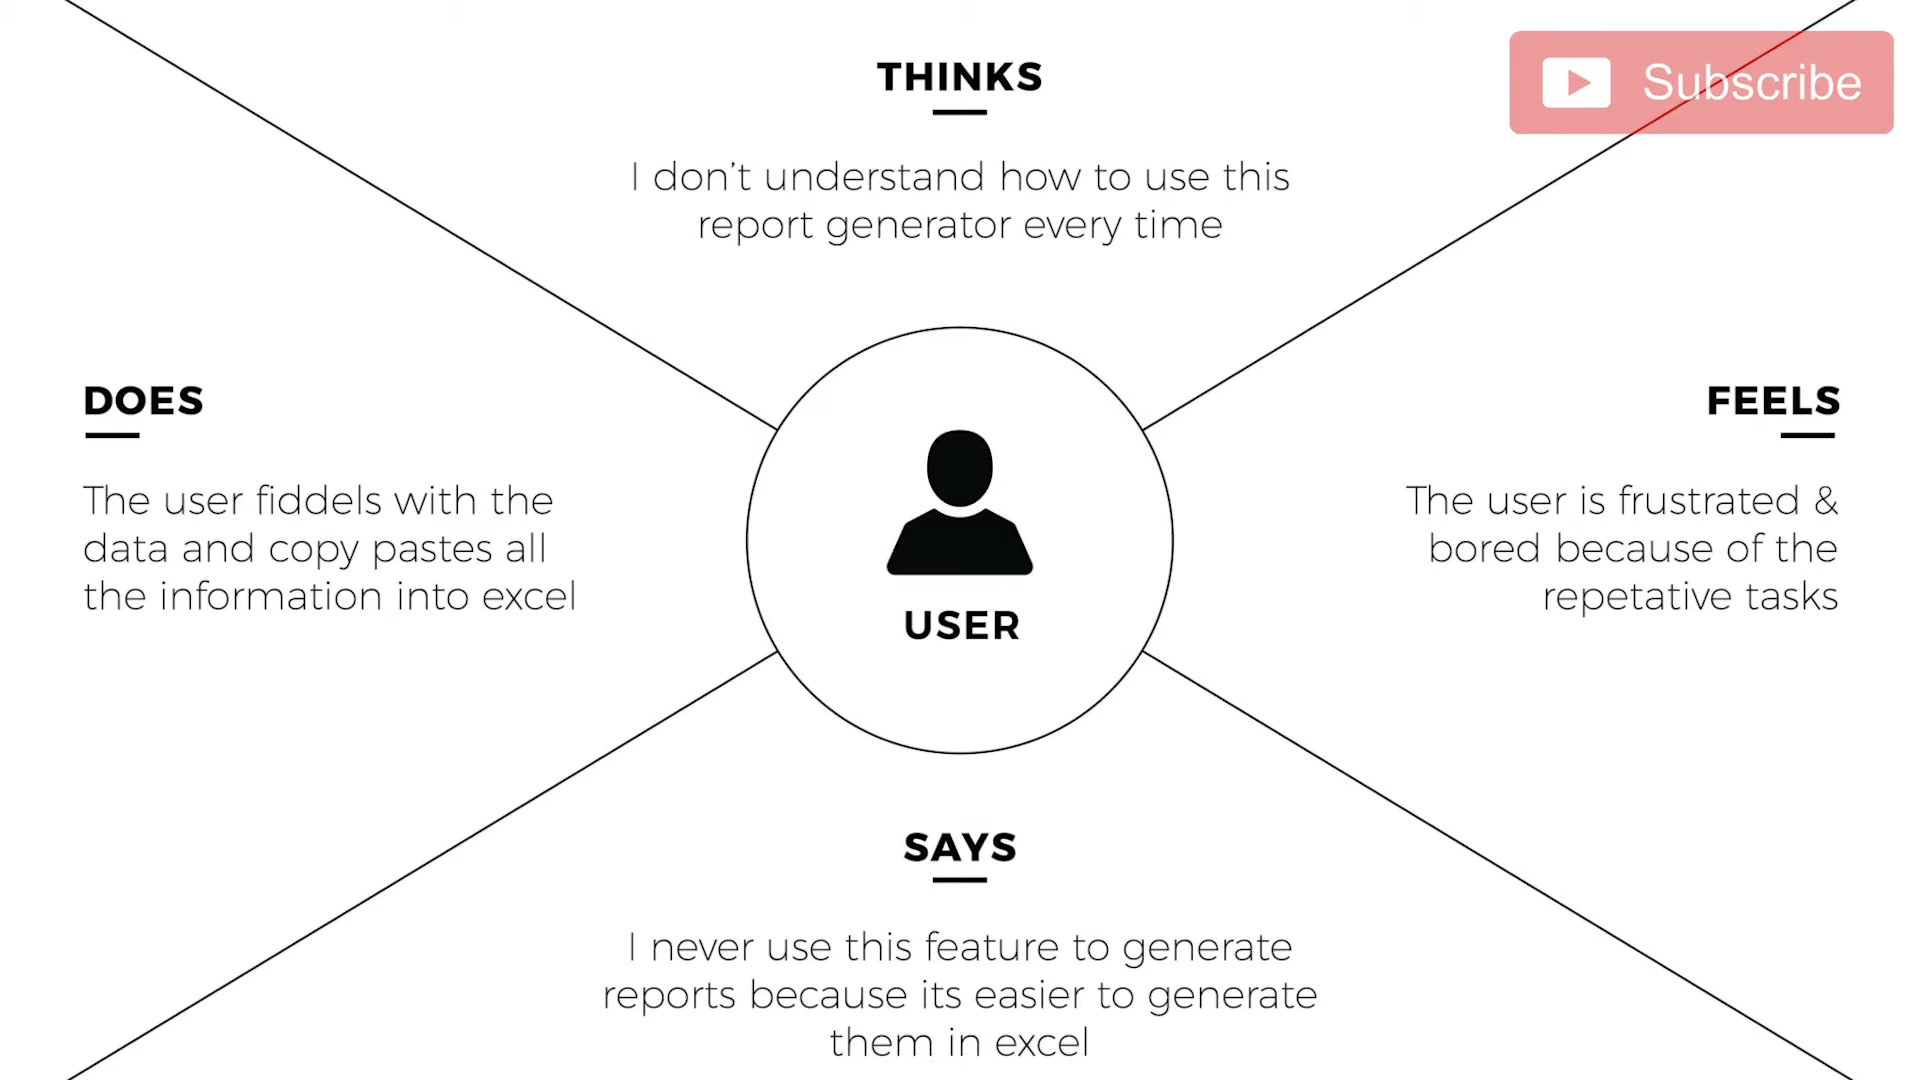 THINKS
Subscribe
I don’t understand how to use this
report generator every time
DOES
The user fiddels with the
data and copy pastes all
the information into excel
FEELS
The user is frustrated &
bored because of the
repetative tasks
USER
SAYS
I never use this feature to generate
reports because its easier to generate
them in excel